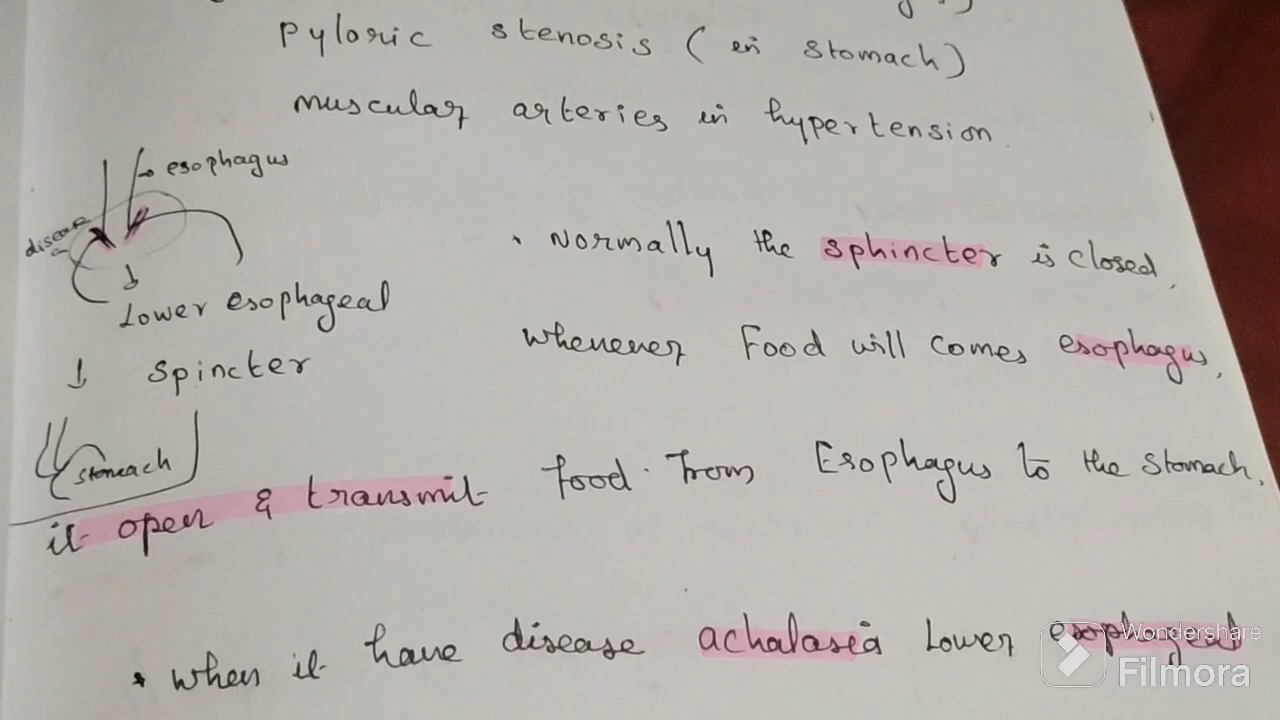 pyloric stenosis (in stomach)
muscular arteries in hypertension.
esophagus
disease
Lower esophageal
Spincter
stomach
• Normally the sphincter is closed,
whenever Food will comes esophagus,
it open & transmit food from Esophagus to the stomach.
• when it have disease achalasia Lower esophageal
Wondershare
Filmora